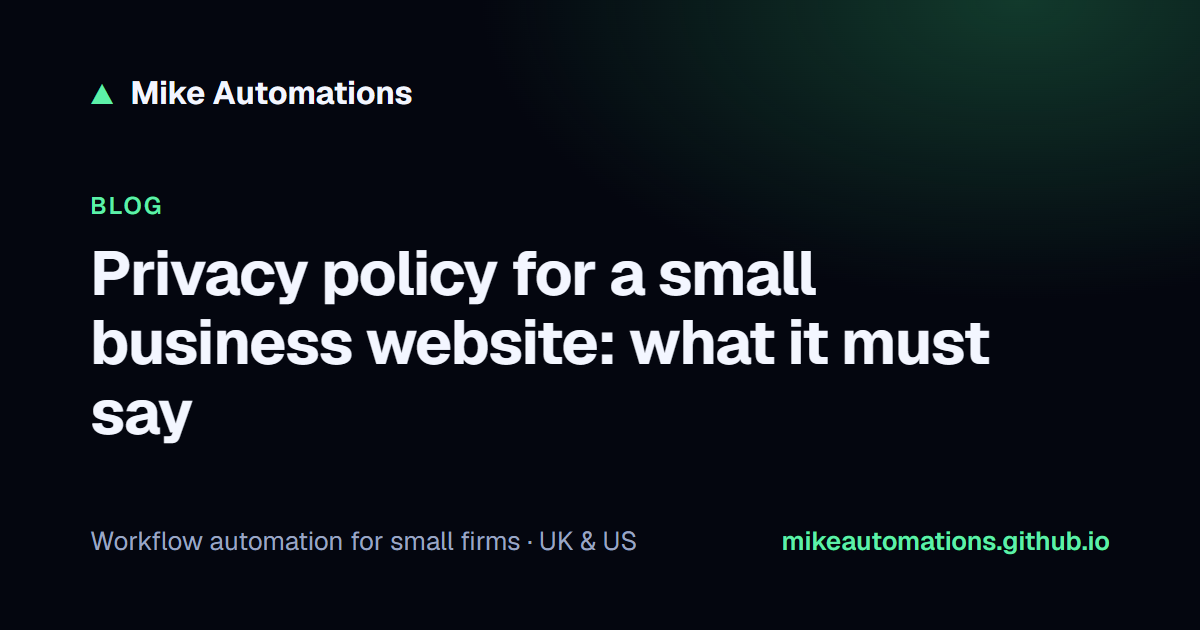 Mike Automations
BLOG
Privacy policy for a small
business website: what it must
say
Workflow automation for small firms · UK & US
mikeautomations.github.io